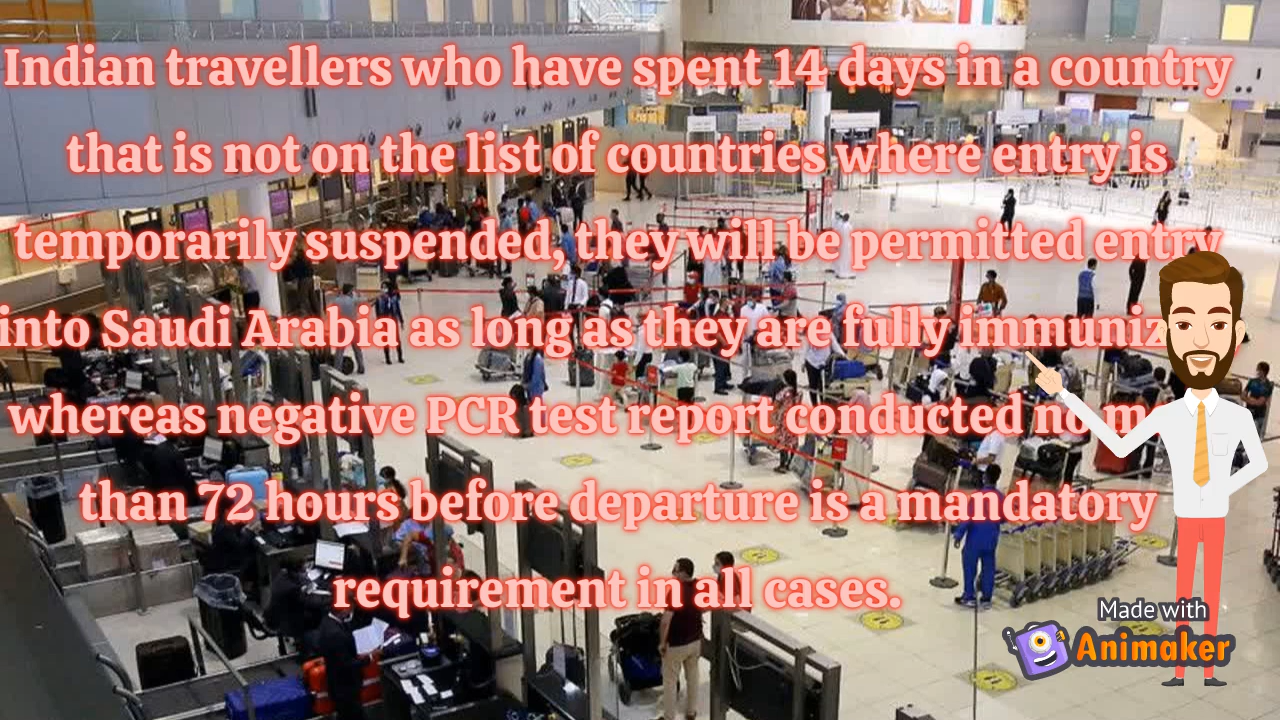 Indian travellers who have spent 14 days in a country
that is not on the list of countries where entry is
temporarily suspended, they will be permitted entry
into Saudi Arabia as long as they are fully
whereas negative PCR test report conducted no
than 72 hours before departure is a mandatory
requirement in all cases.
Made with
Animaker